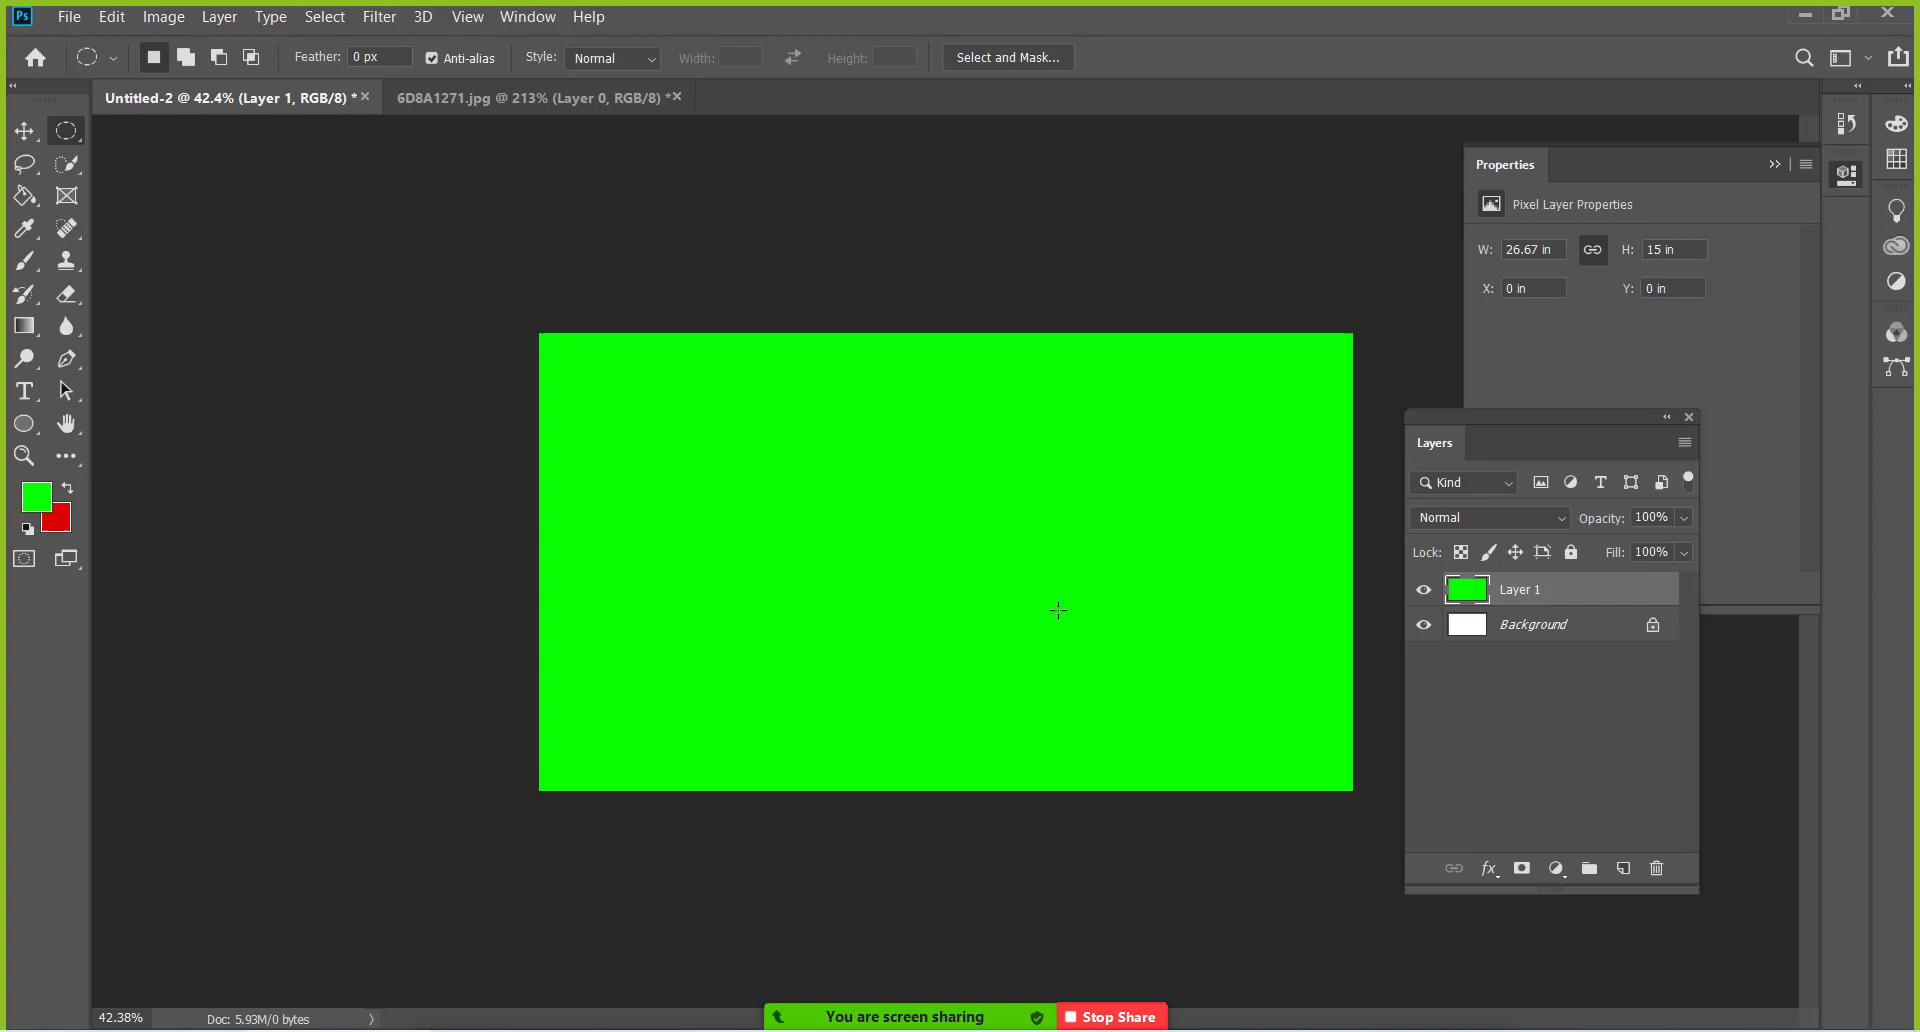 Ps File Edit Image Layer Type Select Filter 3D View Window Help
Feather: 0 px Anti-alias Style: Normal Width: Height: Select and Mask...
Untitled-2 @ 42.4% (Layer 1, RGB/8) * 6D8A1271.jpg @ 213% (Layer 0, RGB/8) *
Properties
Pixel Layer Properties
W: 26.67 in H: 15 in
X: 0 in Y: 0 in
Layers
Kind
Normal Opacity: 100%
Lock: Fill: 100%
Layer 1
Background
fx
42.38% Doc: 5.93M/0 bytes
You are screen sharing Stop Share